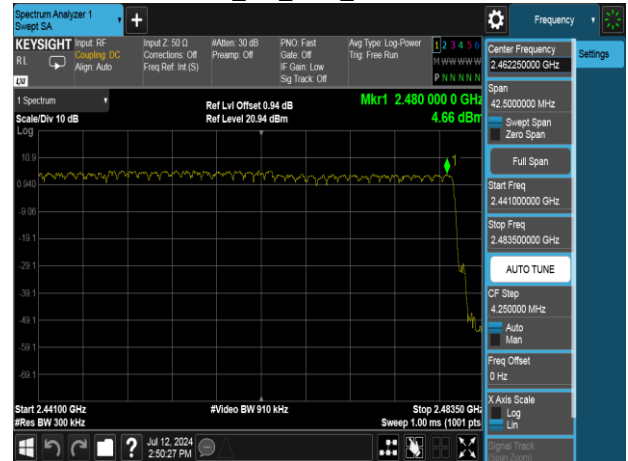 Spectrum Analyzer 1
Swept SA
+
Frequency
KEYSIGHT
RL
LXI
Input: RF
Coupling: DC
Align: Auto
Input Z: 50 Ω
Corrections: Off
Freq Ref: Int (S)
#Atten: 30 dB
Preamp: Off
PNO: Fast
Gate: Off
IF Gain: Low
Sig Track: Off
Avg Type: Log-Power
Trig: Free Run
1 2 3 4 5 6
M W W W W W
P N N N N N
Center Frequency
2.462250000 GHz
Settings
Span
42.5000000 MHz
Swept Span
Zero Span
Full Span
Start Freq
2.441000000 GHz
Stop Freq
2.483500000 GHz
AUTO TUNE
CF Step
4.250000 MHz
Auto
Man
Freq Offset
0 Hz
X Axis Scale
Log
Lin
Signal Track
(Span Zoom)
1 Spectrum
Scale/Div 10 dB
Log
Ref Lvl Offset 0.94 dB
Ref Level 20.94 dBm
Mkr1 2.480 000 0 GHz
4.66 dBm
1
10.9
0.940
-9.06
-19.1
-29.1
-39.1
-49.1
-59.1
-69.1
Start 2.44100 GHz
#Res BW 300 kHz
#Video BW 910 kHz
Stop 2.48350 GHz
Sweep 1.00 ms (1001 pts
?
Jul 12, 2024
2:50:27 PM